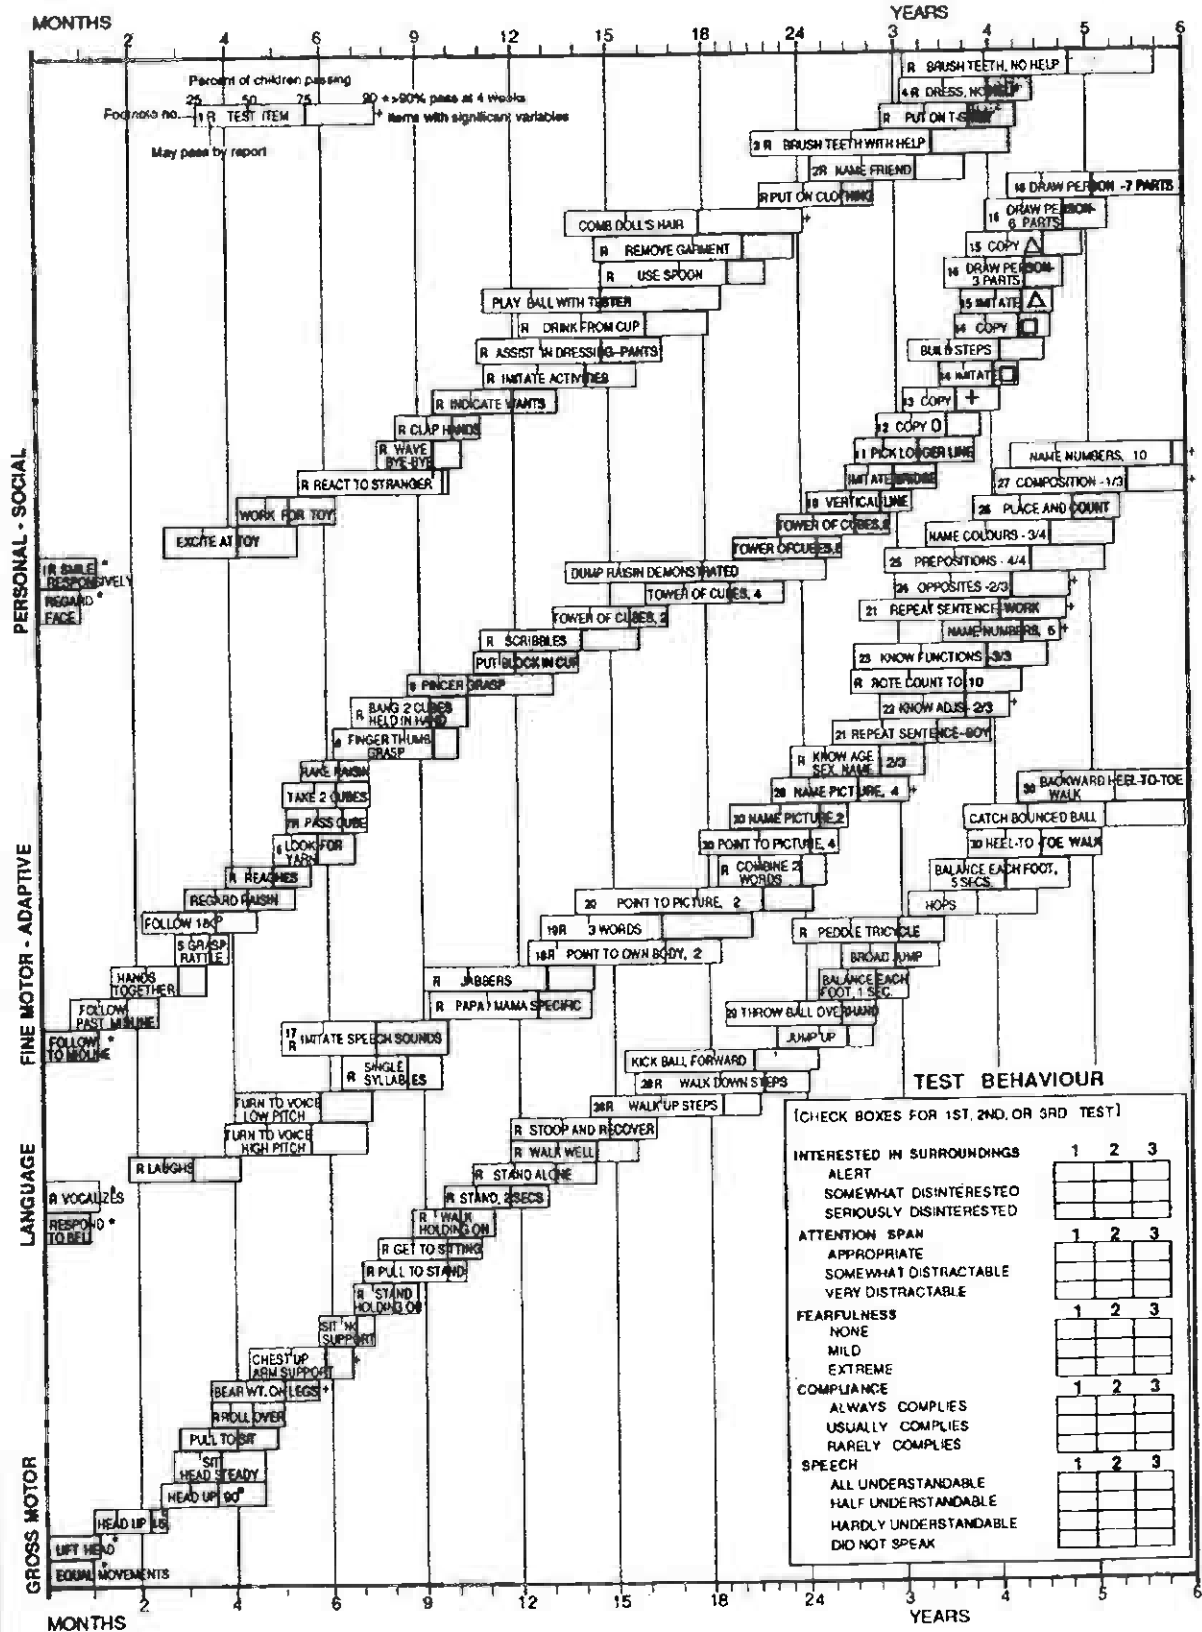 MONTHS
YEARS
2 4 6 9 12 15 18 24 3 4 5 6
Percent of children passing
25 50 75 90 * >90% pass at 4 weeks
Footnote no. 1 R TEST ITEM + items with significant variables
May pass by report
PERSONAL - SOCIAL
R BRUSH TEETH, NO HELP
4 R DRESS, NO HELP
R PUT ON T-SHIRT
3 R BRUSH TEETH WITH HELP
2R NAME FRIEND
R PUT ON CLOTHING
COMB DOLL'S HAIR +
R REMOVE GARMENT
R USE SPOON
PLAY BALL WITH TESTER
R DRINK FROM CUP
R ASSIST IN DRESSING-PANTS
R IMITATE ACTIVITIES
R INDICATE WANTS
R CLAP HANDS
R WAVE
BYE-BYE
R REACT TO STRANGER
WORK FOR TOY
EXCITE AT TOY
1R SMILE *
RESPONSIVELY
REGARD *
FACE
FINE MOTOR - ADAPTIVE
16 DRAW PERSON -7 PARTS
16 DRAW PERSON-
6 PARTS
15 COPY
16 DRAW PERSON-
3 PARTS
15 IMITATE
14 COPY
BUILD STEPS
14 IMITATE
13 COPY +
12 COPY O
11 PICK LONGER LINE
IMITATE BRIDGE
10 VERTICAL LINE
TOWER OF CUBES, 8
TOWER OF CUBES, 6
DUMP RAISIN DEMONSTRATED
TOWER OF CUBES, 4
TOWER OF CUBES, 2
R SCRIBBLES
PUT BLOCK IN CUP
9 PINCER GRASP
R BANG 2 CUBES
HELD IN HAND
8 FINGER THUMB
GRASP
RAKE RAISIN
TAKE 2 CUBES
7R PASS CUBE
6 LOOK FOR
YARN
R REACHES
REGARD RAISIN
FOLLOW 180°
5 GRASP
RATTLE
HANDS
TOGETHER
FOLLOW
PAST MIDLINE
FOLLOW *
TO MIDLINE
LANGUAGE
NAME NUMBERS, 10 +
27 COMPOSITION -1/3 +
26 PLACE AND COUNT
NAME COLOURS - 3/4
25 PREPOSITIONS - 4/4
24 OPPOSITES -2/3 +
21 REPEAT SENTENCE-WORK +
NAME NUMBERS, 5 +
23 KNOW FUNCTIONS -3/3
R ROTE COUNT TO 10
22 KNOW ADJS - 2/3 +
21 REPEAT SENTENCE-BOY
R KNOW AGE
SEX, NAME 2/3
20 NAME PICTURE, 4 +
20 NAME PICTURE, 2
20 POINT TO PICTURE, 4
R COMBINE 2
WORDS
20 POINT TO PICTURE, 2
19R 3 WORDS
18R POINT TO OWN BODY, 2
R JABBERS
R PAPA / MAMA SPECIFIC
17
R IMITATE SPEECH SOUNDS
R SINGLE
SYLLABLES
TURN TO VOICE
LOW PITCH
TURN TO VOICE
HIGH PITCH
R LAUGHS
R VOCALIZES *
RESPOND *
TO BELL
GROSS MOTOR
30 BACKWARD HEEL-TO-TOE
WALK
CATCH BOUNCED BALL
30 HEEL-TO-TOE WALK
BALANCE EACH FOOT,
5 SECS.
HOPS
R PEDDLE TRICYCLE
BROAD JUMP
BALANCE EACH
FOOT, 1 SEC.
29 THROW BALL OVERHAND
JUMP UP
KICK BALL FORWARD
28R WALK DOWN STEPS
28R WALK UP STEPS
R STOOP AND RECOVER
R WALK WELL
R STAND ALONE
R STAND, 2SECS
R WALK
HOLDING ON
R GET TO SITTING
R PULL TO STAND
R STAND
HOLDING ON
SIT NO
SUPPORT
CHEST UP
ARM SUPPORT +
BEAR WT. ON LEGS +
R ROLL OVER
PULL TO SIT
SIT
HEAD STEADY
HEAD UP 90°
HEAD UP 45°
LIFT HEAD *
EQUAL MOVEMENTS *
TEST BEHAVIOUR
[CHECK BOXES FOR 1ST, 2ND, OR 3RD TEST]
INTERESTED IN SURROUNDINGS 1 2 3
ALERT
SOMEWHAT DISINTERESTED
SERIOUSLY DISINTERESTED
ATTENTION SPAN 1 2 3
APPROPRIATE
SOMEWHAT DISTRACTABLE
VERY DISTRACTABLE
FEARFULNESS 1 2 3
NONE
MILD
EXTREME
COMPLIANCE 1 2 3
ALWAYS COMPLIES
USUALLY COMPLIES
RARELY COMPLIES
SPEECH 1 2 3
ALL UNDERSTANDABLE
HALF UNDERSTANDABLE
HARDLY UNDERSTANDABLE
DID NOT SPEAK
2 4 6 9 12 15 18 24 3 4 5 6
MONTHS
YEARS